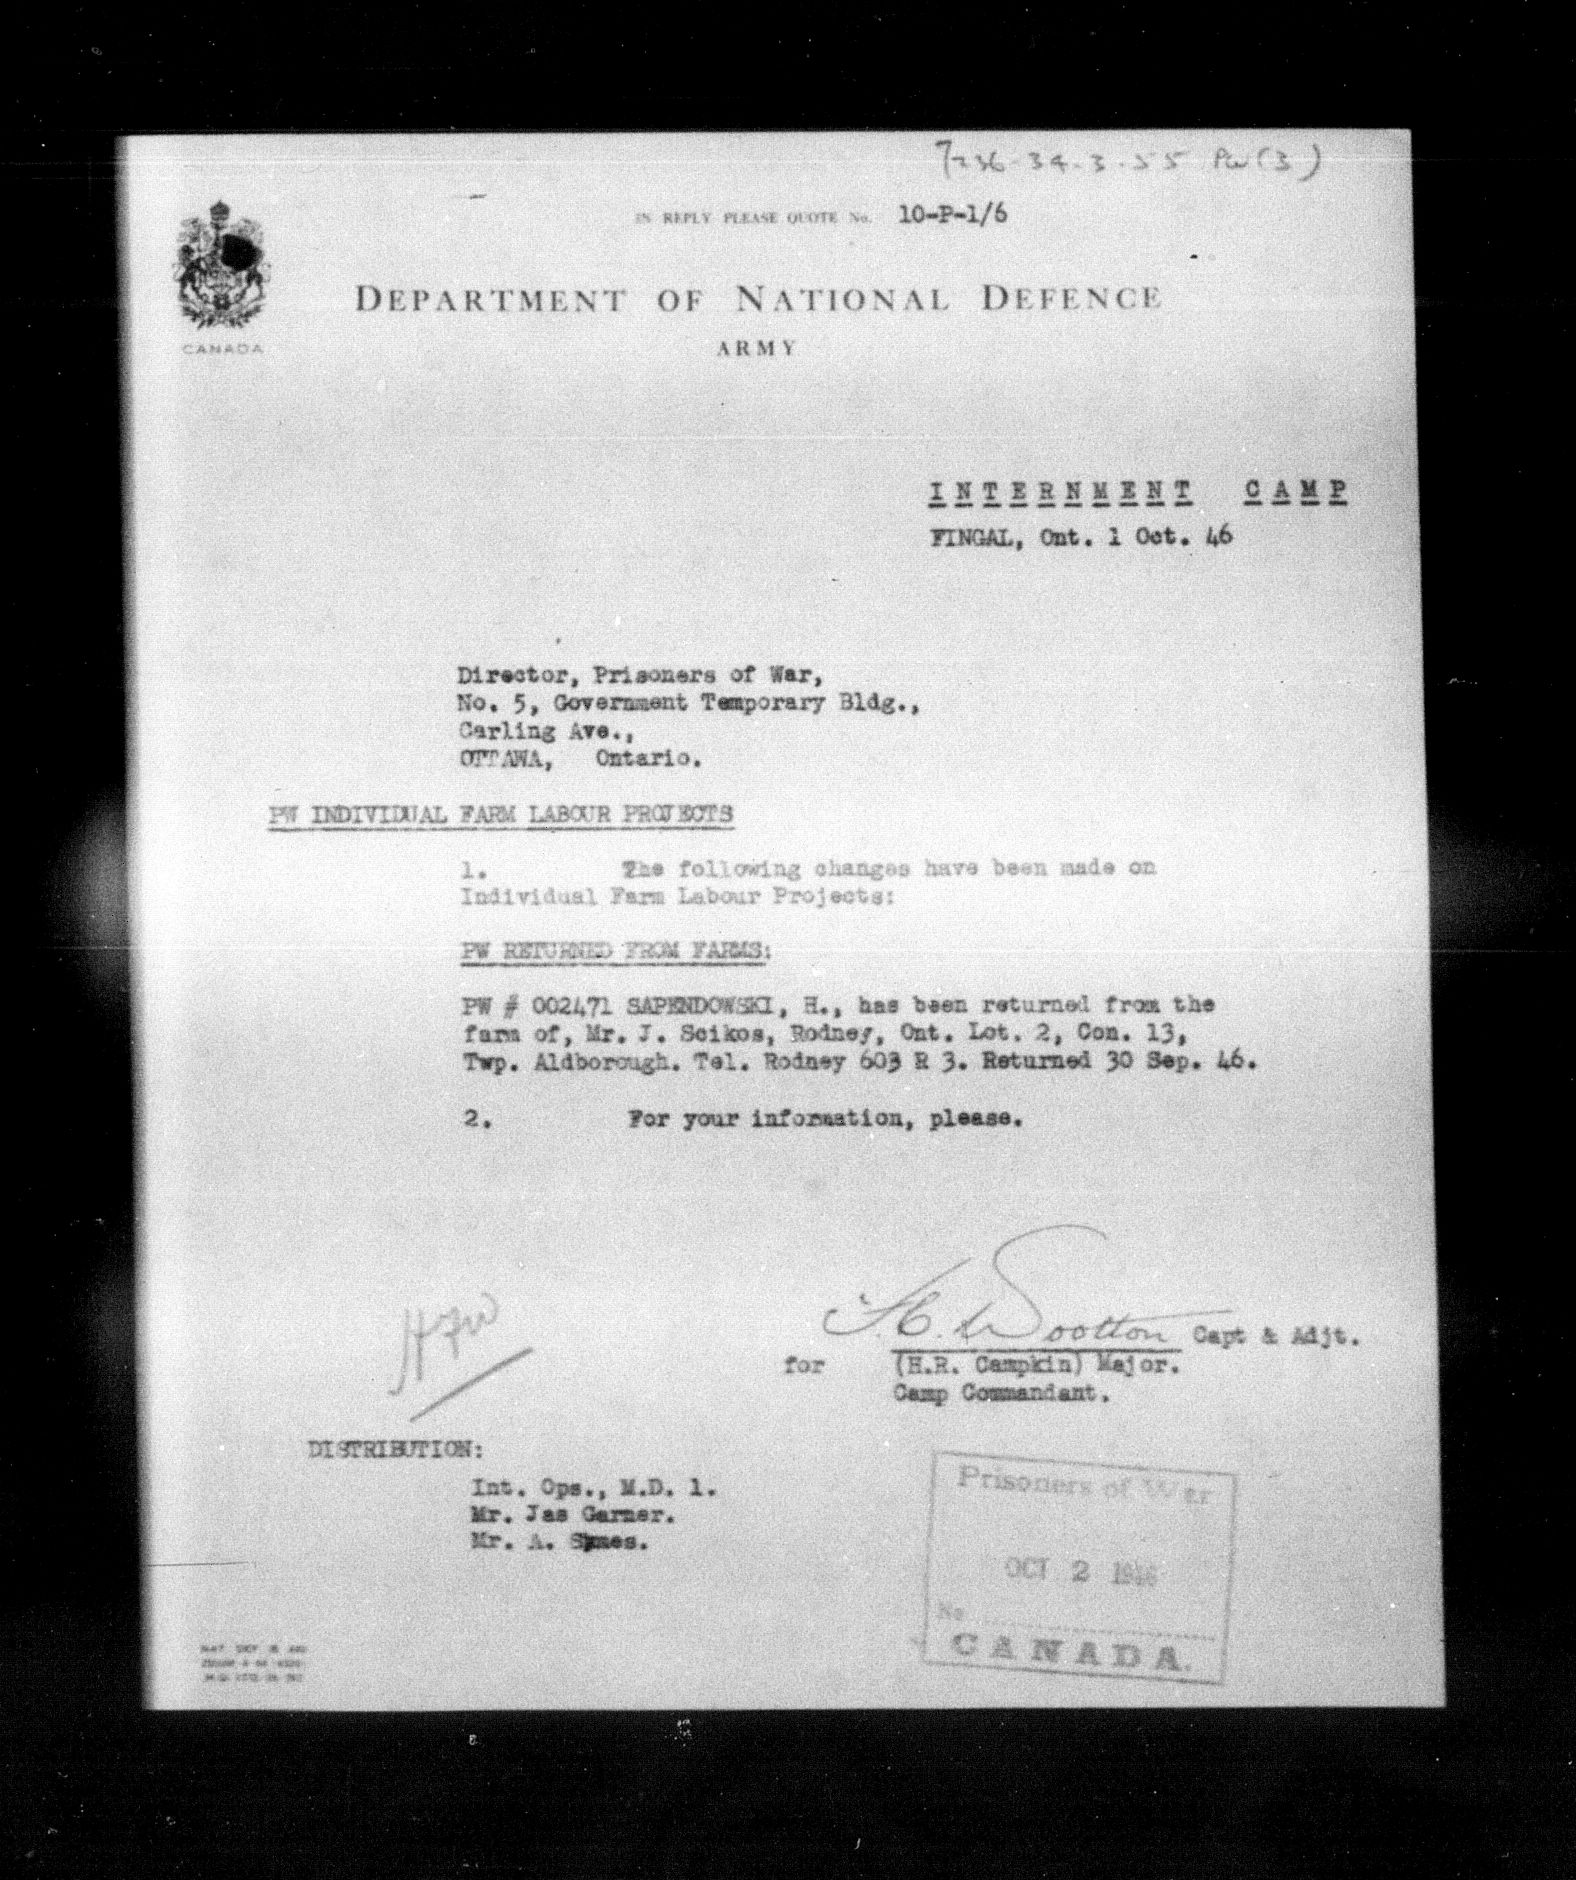 7236-34-3-55 PW(3)
IN REPLY PLEASE QUOTE No. 10-P-1/6
CANADA
DEPARTMENT OF NATIONAL DEFENCE
ARMY
INTERNMENT CAMP
FINGAL, Ont. 1 Oct. 46
Director, Prisoners of War,
No. 5, Government Temporary Bldg.,
Carling Ave.,
OTTAWA, Ontario.
PW INDIVIDUAL FARM LABOUR PROJECTS
1. The following changes have been made on
Individual Farm Labour Projects:
PW RETURNED FROM FARMS:
PW # 002471 SAPENDOWSKI, H., has been returned from the
farm of, Mr. J. Scikos, Rodney, Ont. Lot. 2, Con. 13,
Twp. Aldborough. Tel. Rodney 603 R 3. Returned 30 Sep. 46.
2. For your information, please.
Wootton Capt & Adjt.
for (H.R. Campkin) Major.
Camp Commandant.
DISTRIBUTION:
Int. Ops., M.D. 1.
Mr. Jas Garner.
Mr. A. Symes.
Prisoners of War
OCT 2 1946
No
CANADA.